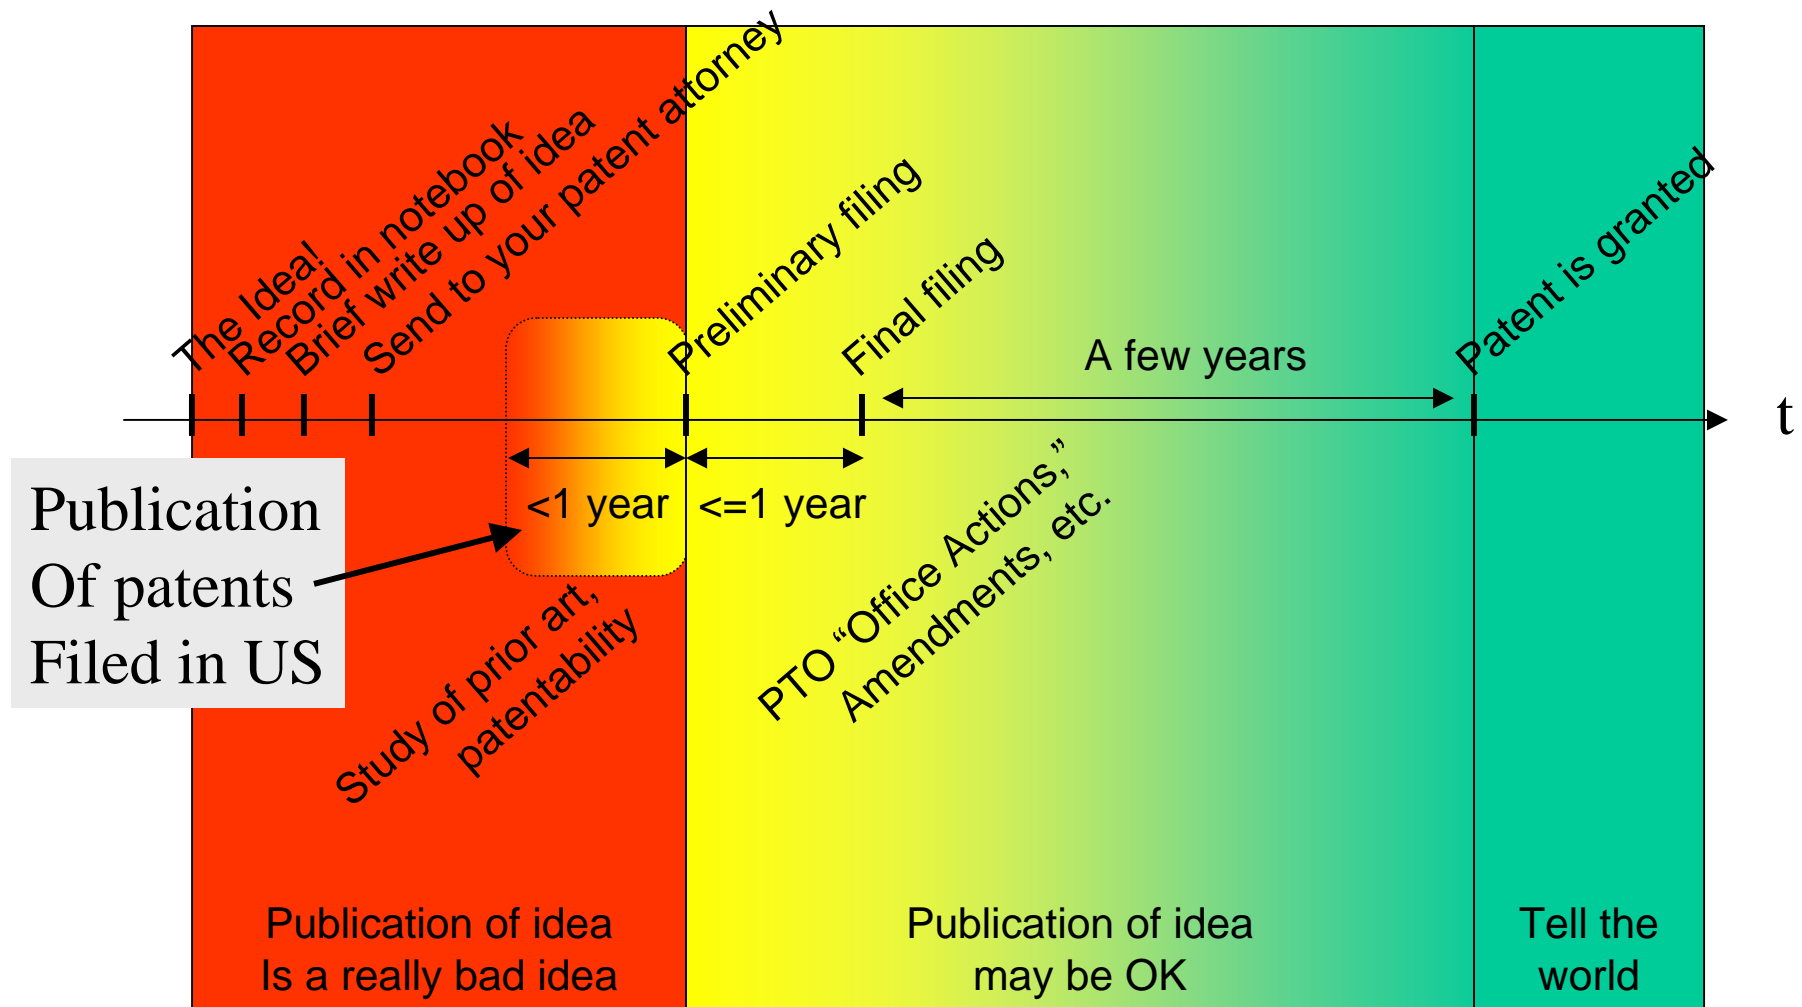 The Idea!
Record in notebook
Brief write up of idea
Send to your patent attorney
Preliminary filing
Final filing
A few years
Patent is granted
t
<1 year
<=1 year
Publication
Of patents
Filed in US
Study of prior art,
patentability
PTO “Office Actions,”
Amendments, etc.
Publication of idea
Is a really bad idea
Publication of idea
may be OK
Tell the
world